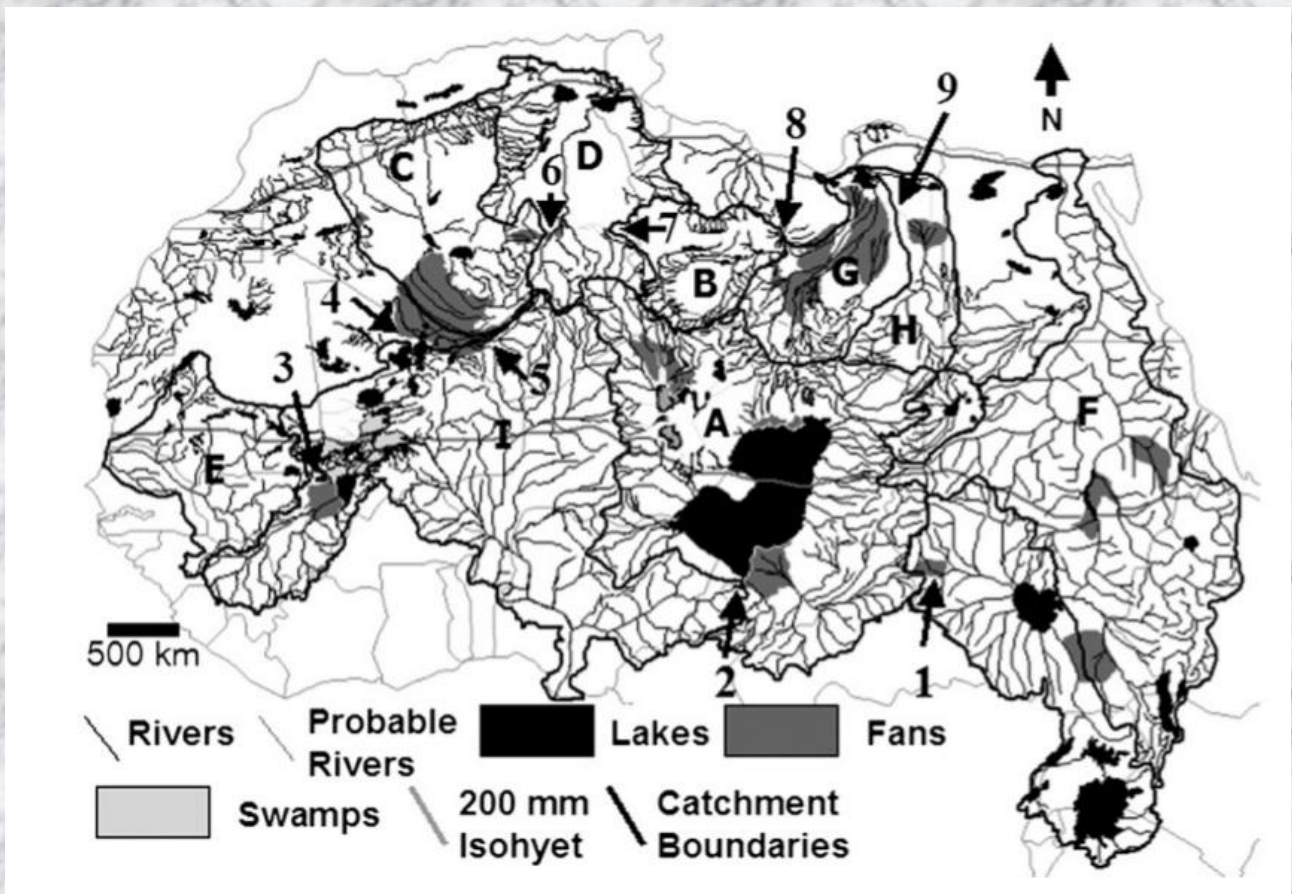 9
8
N
D
C
6
7
B
G
4
H
3
5
A
F
I
E
500 km
2
1
Rivers
Probable
Rivers
Lakes
Fans
Swamps
200 mm
Isohyet
Catchment
Boundaries